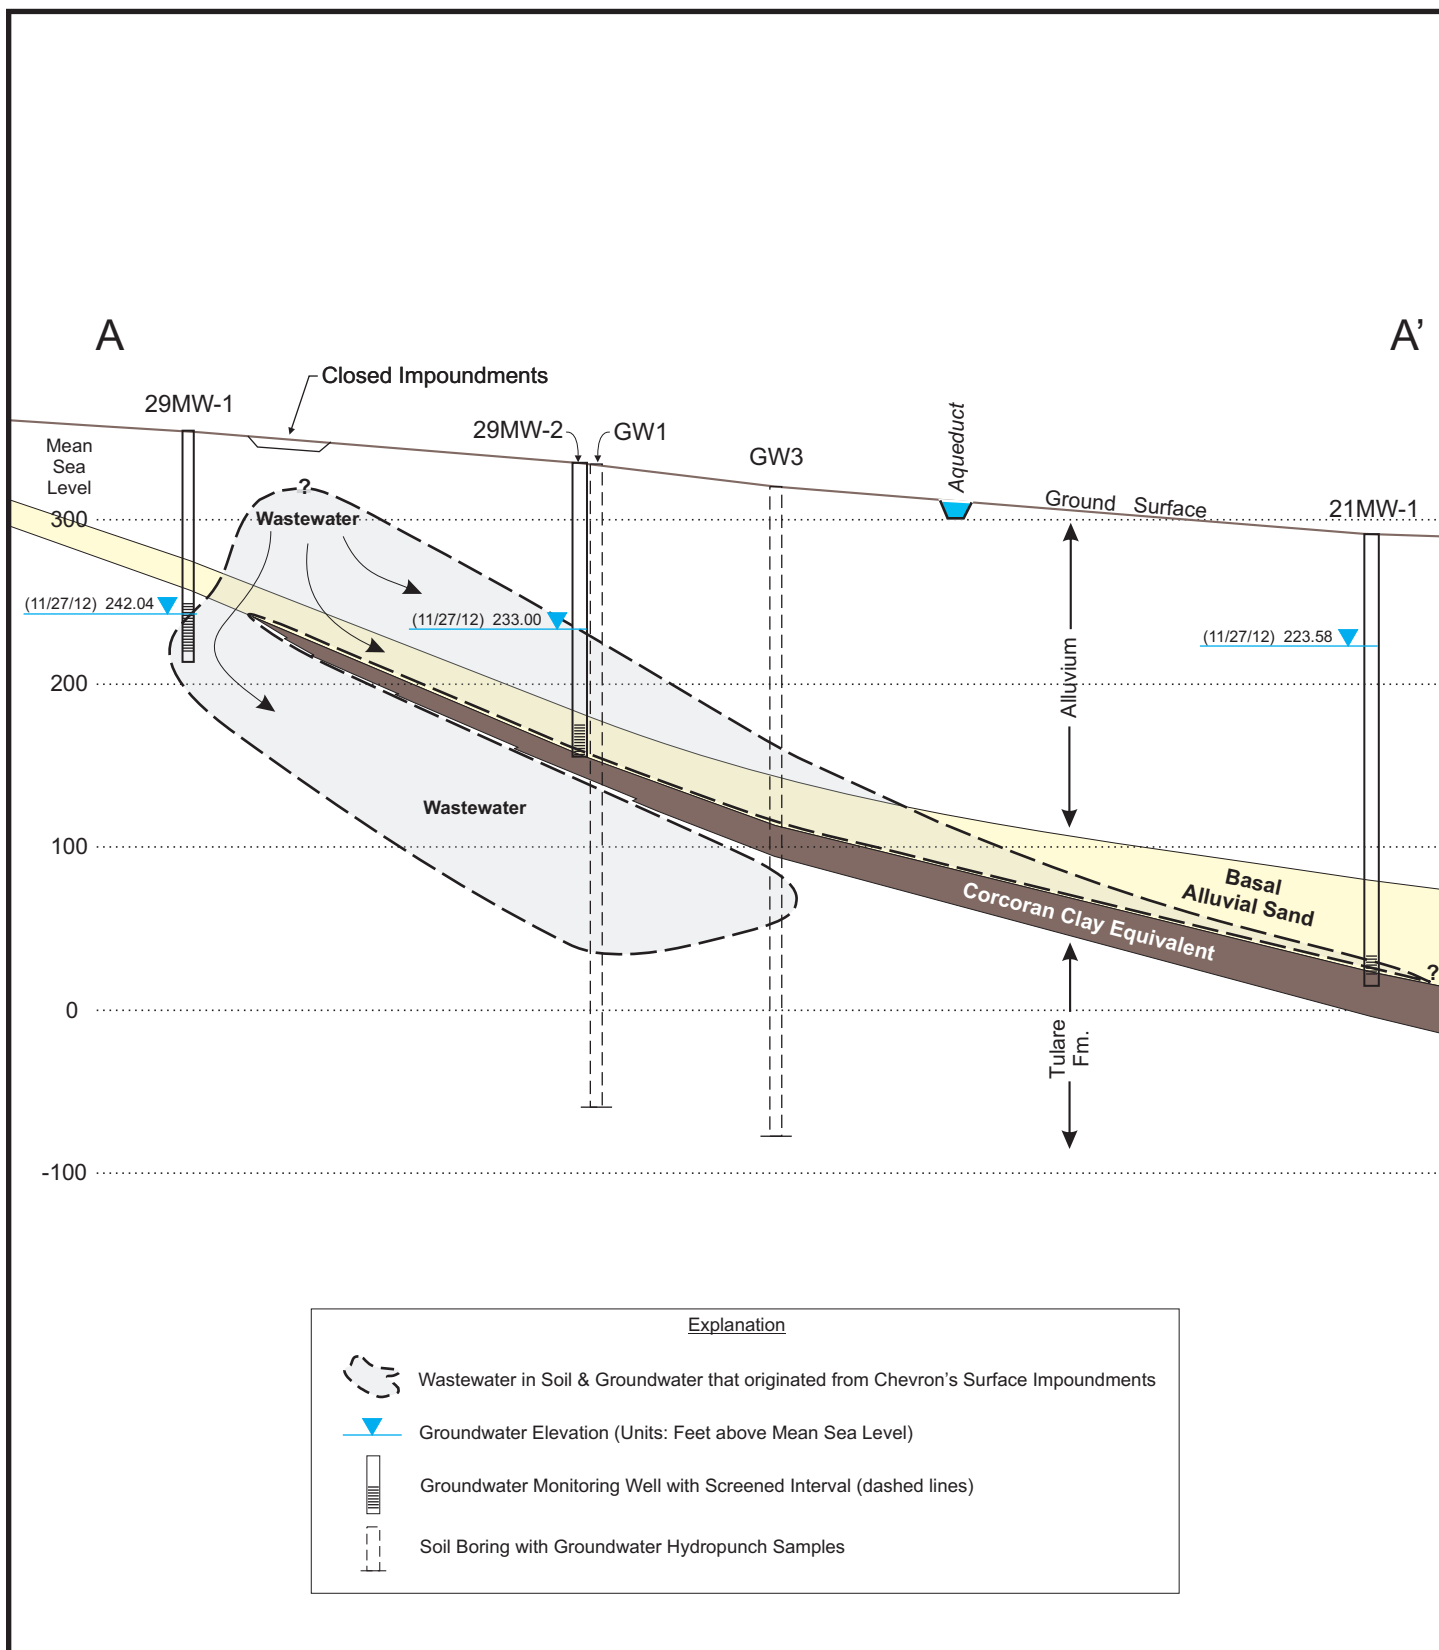 A
A’
Closed Impoundments
29MW-1
29MW-2
GW1
GW3
Aqueduct
Ground Surface
21MW-1
Mean
Sea
Level
?
300
Wastewater
(11/27/12) 242.04
(11/27/12) 233.00
(11/27/12) 223.58
Alluvium
200
Wastewater
100
Basal
Alluvial Sand
Corcoran Clay Equivalent
?
0
Tulare
Fm.
-100
Explanation
Wastewater in Soil & Groundwater that originated from Chevron’s Surface Impoundments
Groundwater Elevation (Units: Feet above Mean Sea Level)
Groundwater Monitoring Well with Screened Interval (dashed lines)
Soil Boring with Groundwater Hydropunch Samples